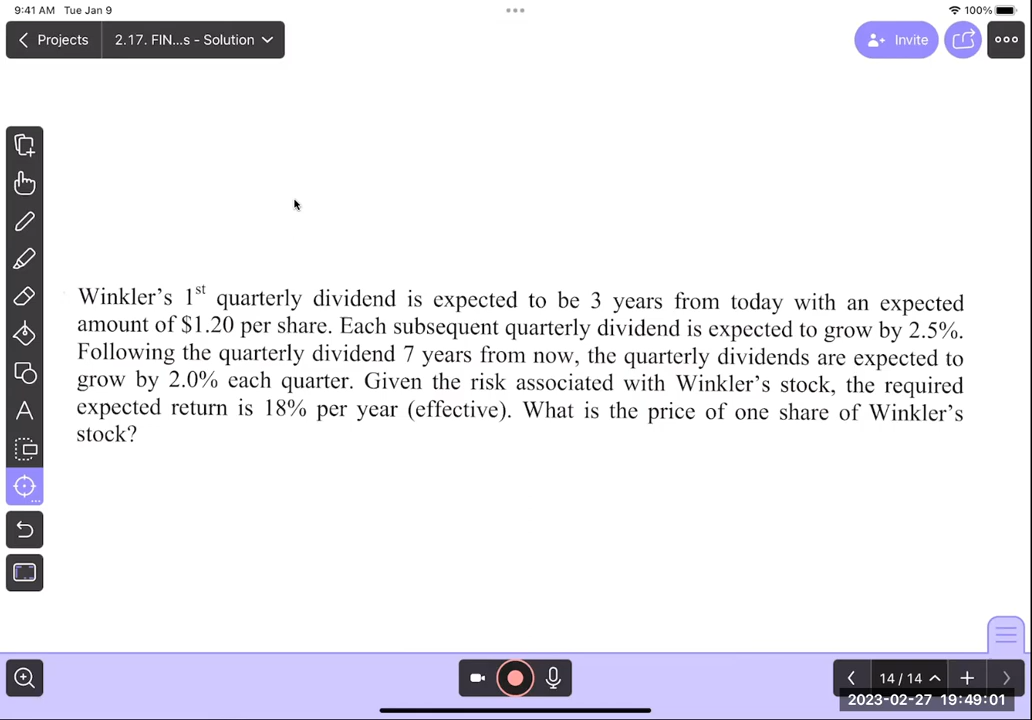 9:41 AM Tue Jan 9
100%
Projects
2.17. FIN...s - Solution
Invite
Winkler's 1st quarterly dividend is expected to be 3 years from today with an expected
amount of $1.20 per share. Each subsequent quarterly dividend is expected to grow by 2.5%.
Following the quarterly dividend 7 years from now, the quarterly dividends are expected to
grow by 2.0% each quarter. Given the risk associated with Winkler's stock, the required
expected return is 18% per year (effective). What is the price of one share of Winkler's
stock?
A
14 / 14
2023-02-27 19:49:01